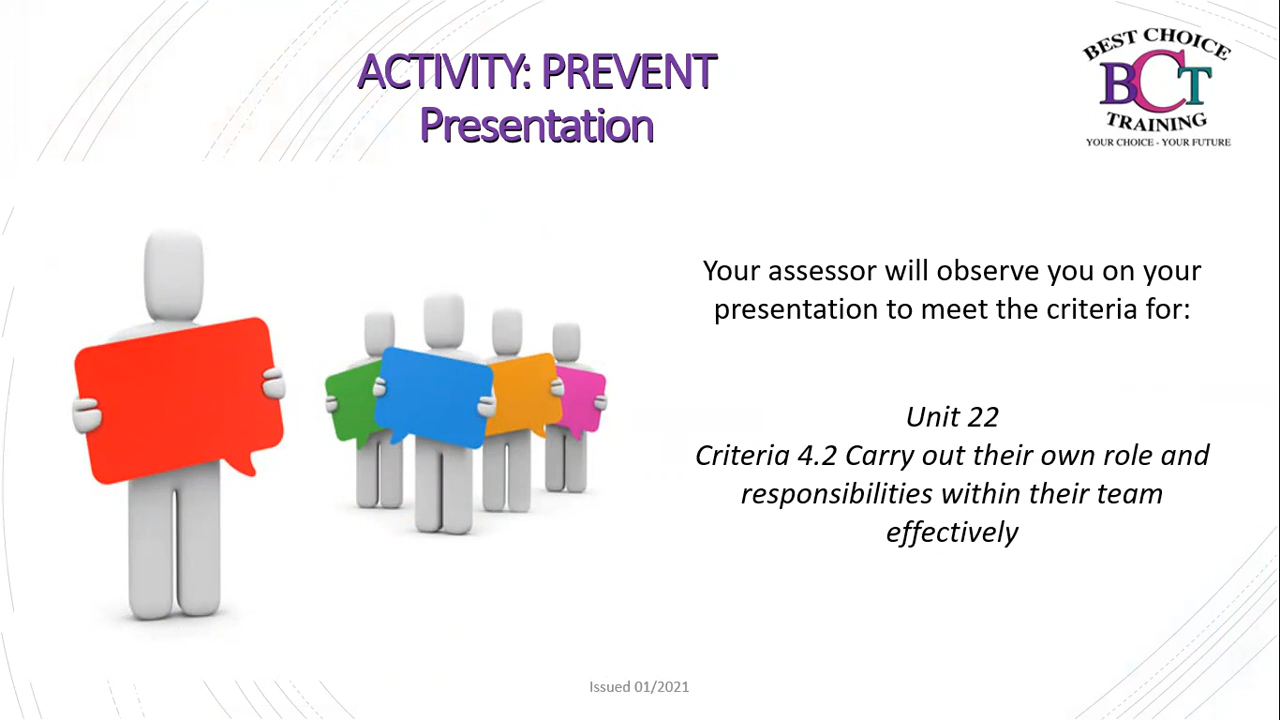 ACTIVITY: PREVENT
Presentation
BEST CHOICE
BCT
TRAINING
YOUR CHOICE - YOUR FUTURE
Your assessor will observe you on your
presentation to meet the criteria for:
Unit 22
Criteria 4.2 Carry out their own role and
responsibilities within their team
effectively
Issued 01/2021